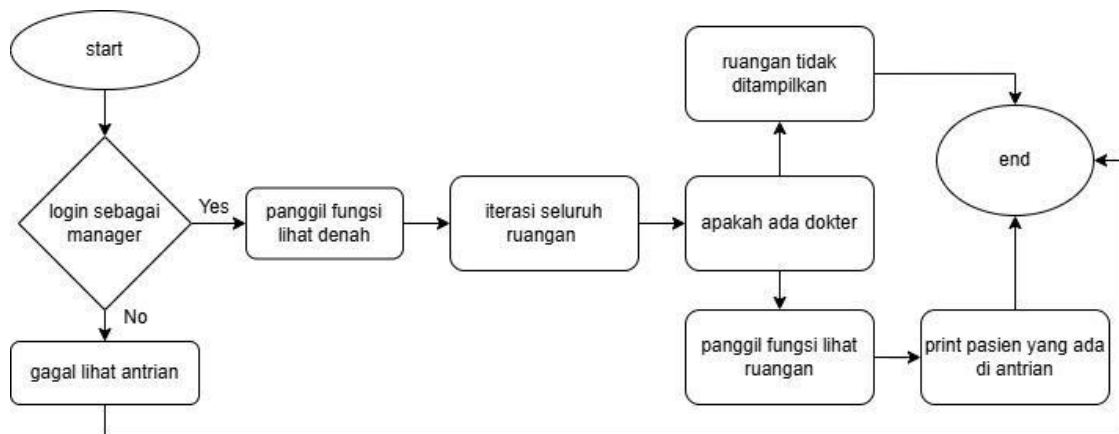 start
login sebagai
manager
Yes
No
gagal lihat antrian
panggil fungsi
lihat denah
iterasi seluruh
ruangan
apakah ada dokter
ruangan tidak
ditampilkan
panggil fungsi lihat
ruangan
print pasien yang ada
di antrian
end